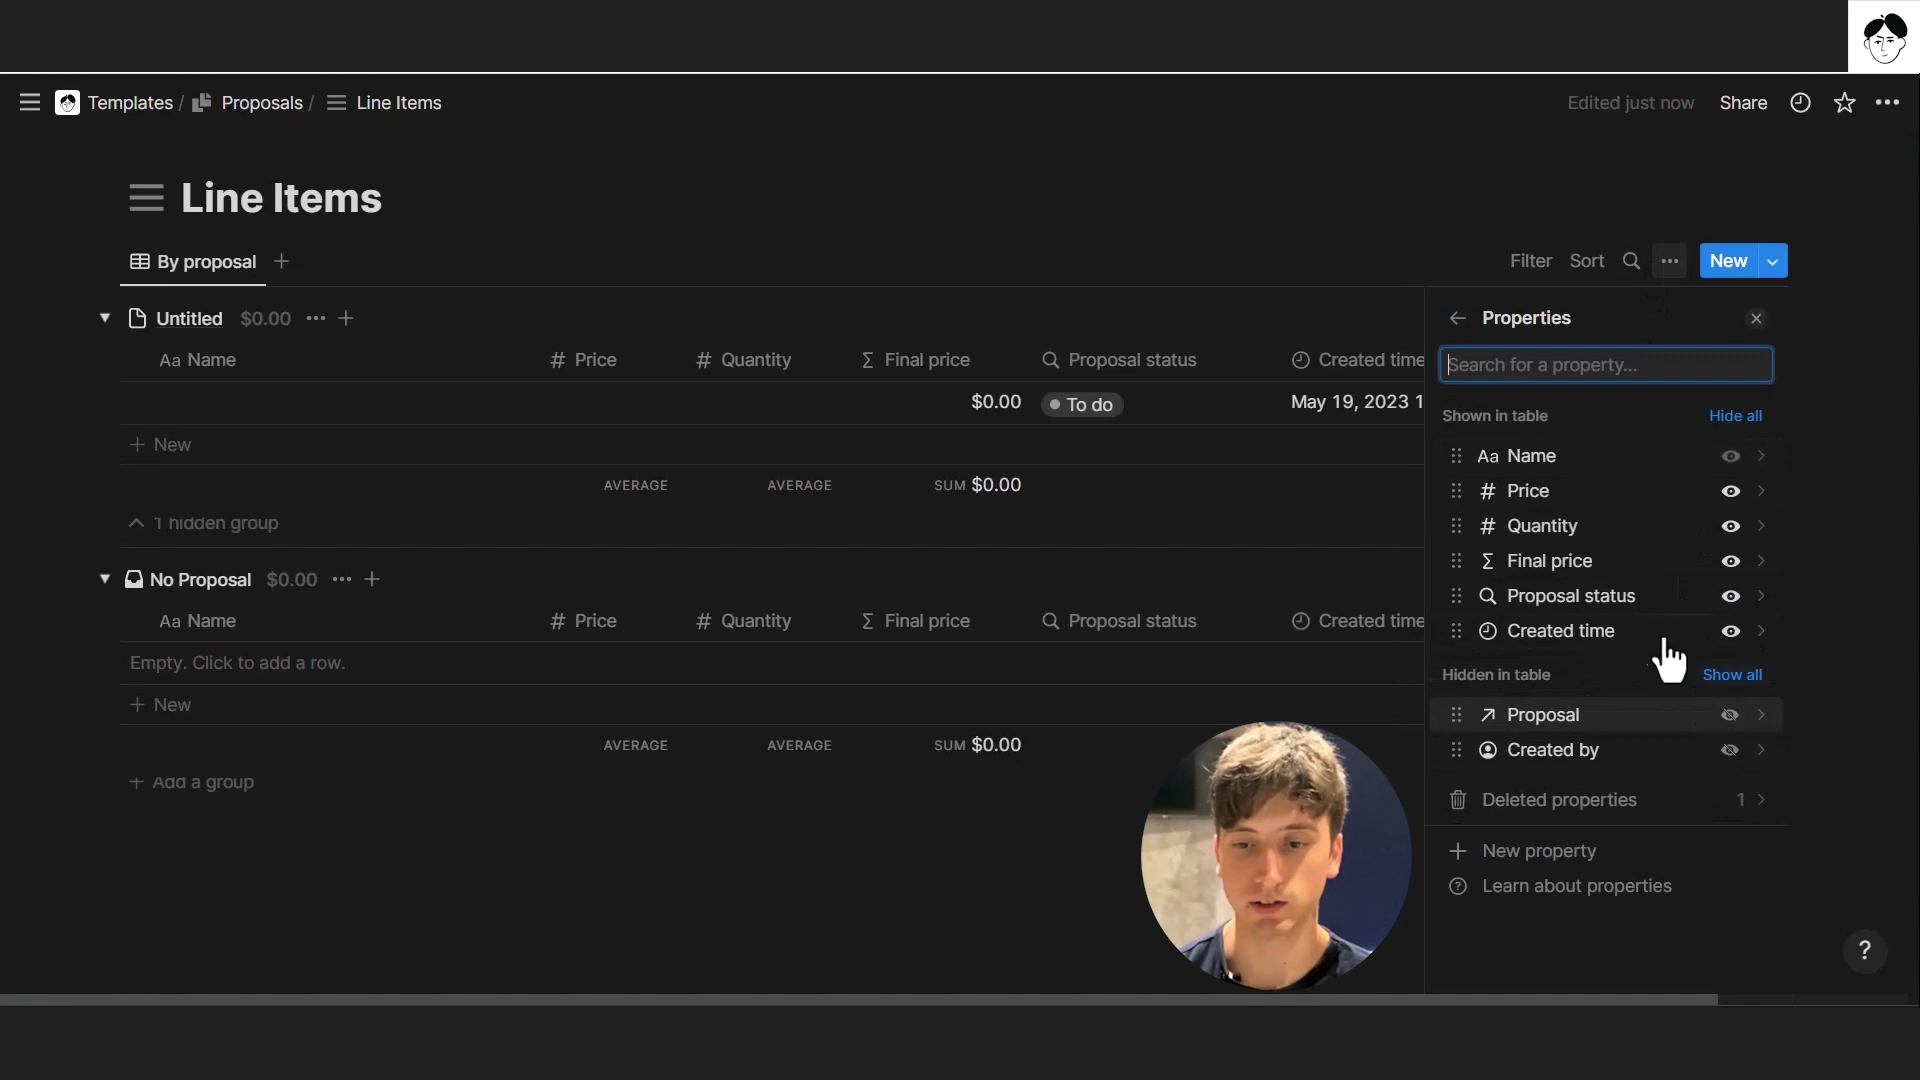 Templates / Proposals / Line Items
Edited just now Share
Line Items
By proposal
Filter Sort New
Untitled $0.00
Aa Name # Price # Quantity Σ Final price Proposal status Created time
$0.00 To do May 19, 2023 1
+ New
AVERAGE AVERAGE SUM $0.00
1 hidden group
No Proposal $0.00
Aa Name # Price # Quantity Σ Final price Proposal status Created time
Empty. Click to add a row.
+ New
AVERAGE AVERAGE SUM $0.00
+ Add a group
Properties
Search for a property...
Shown in table Hide all
Aa Name
# Price
# Quantity
Σ Final price
Proposal status
Created time
Hidden in table Show all
Proposal
Created by
Deleted properties 1
+ New property
? Learn about properties
?